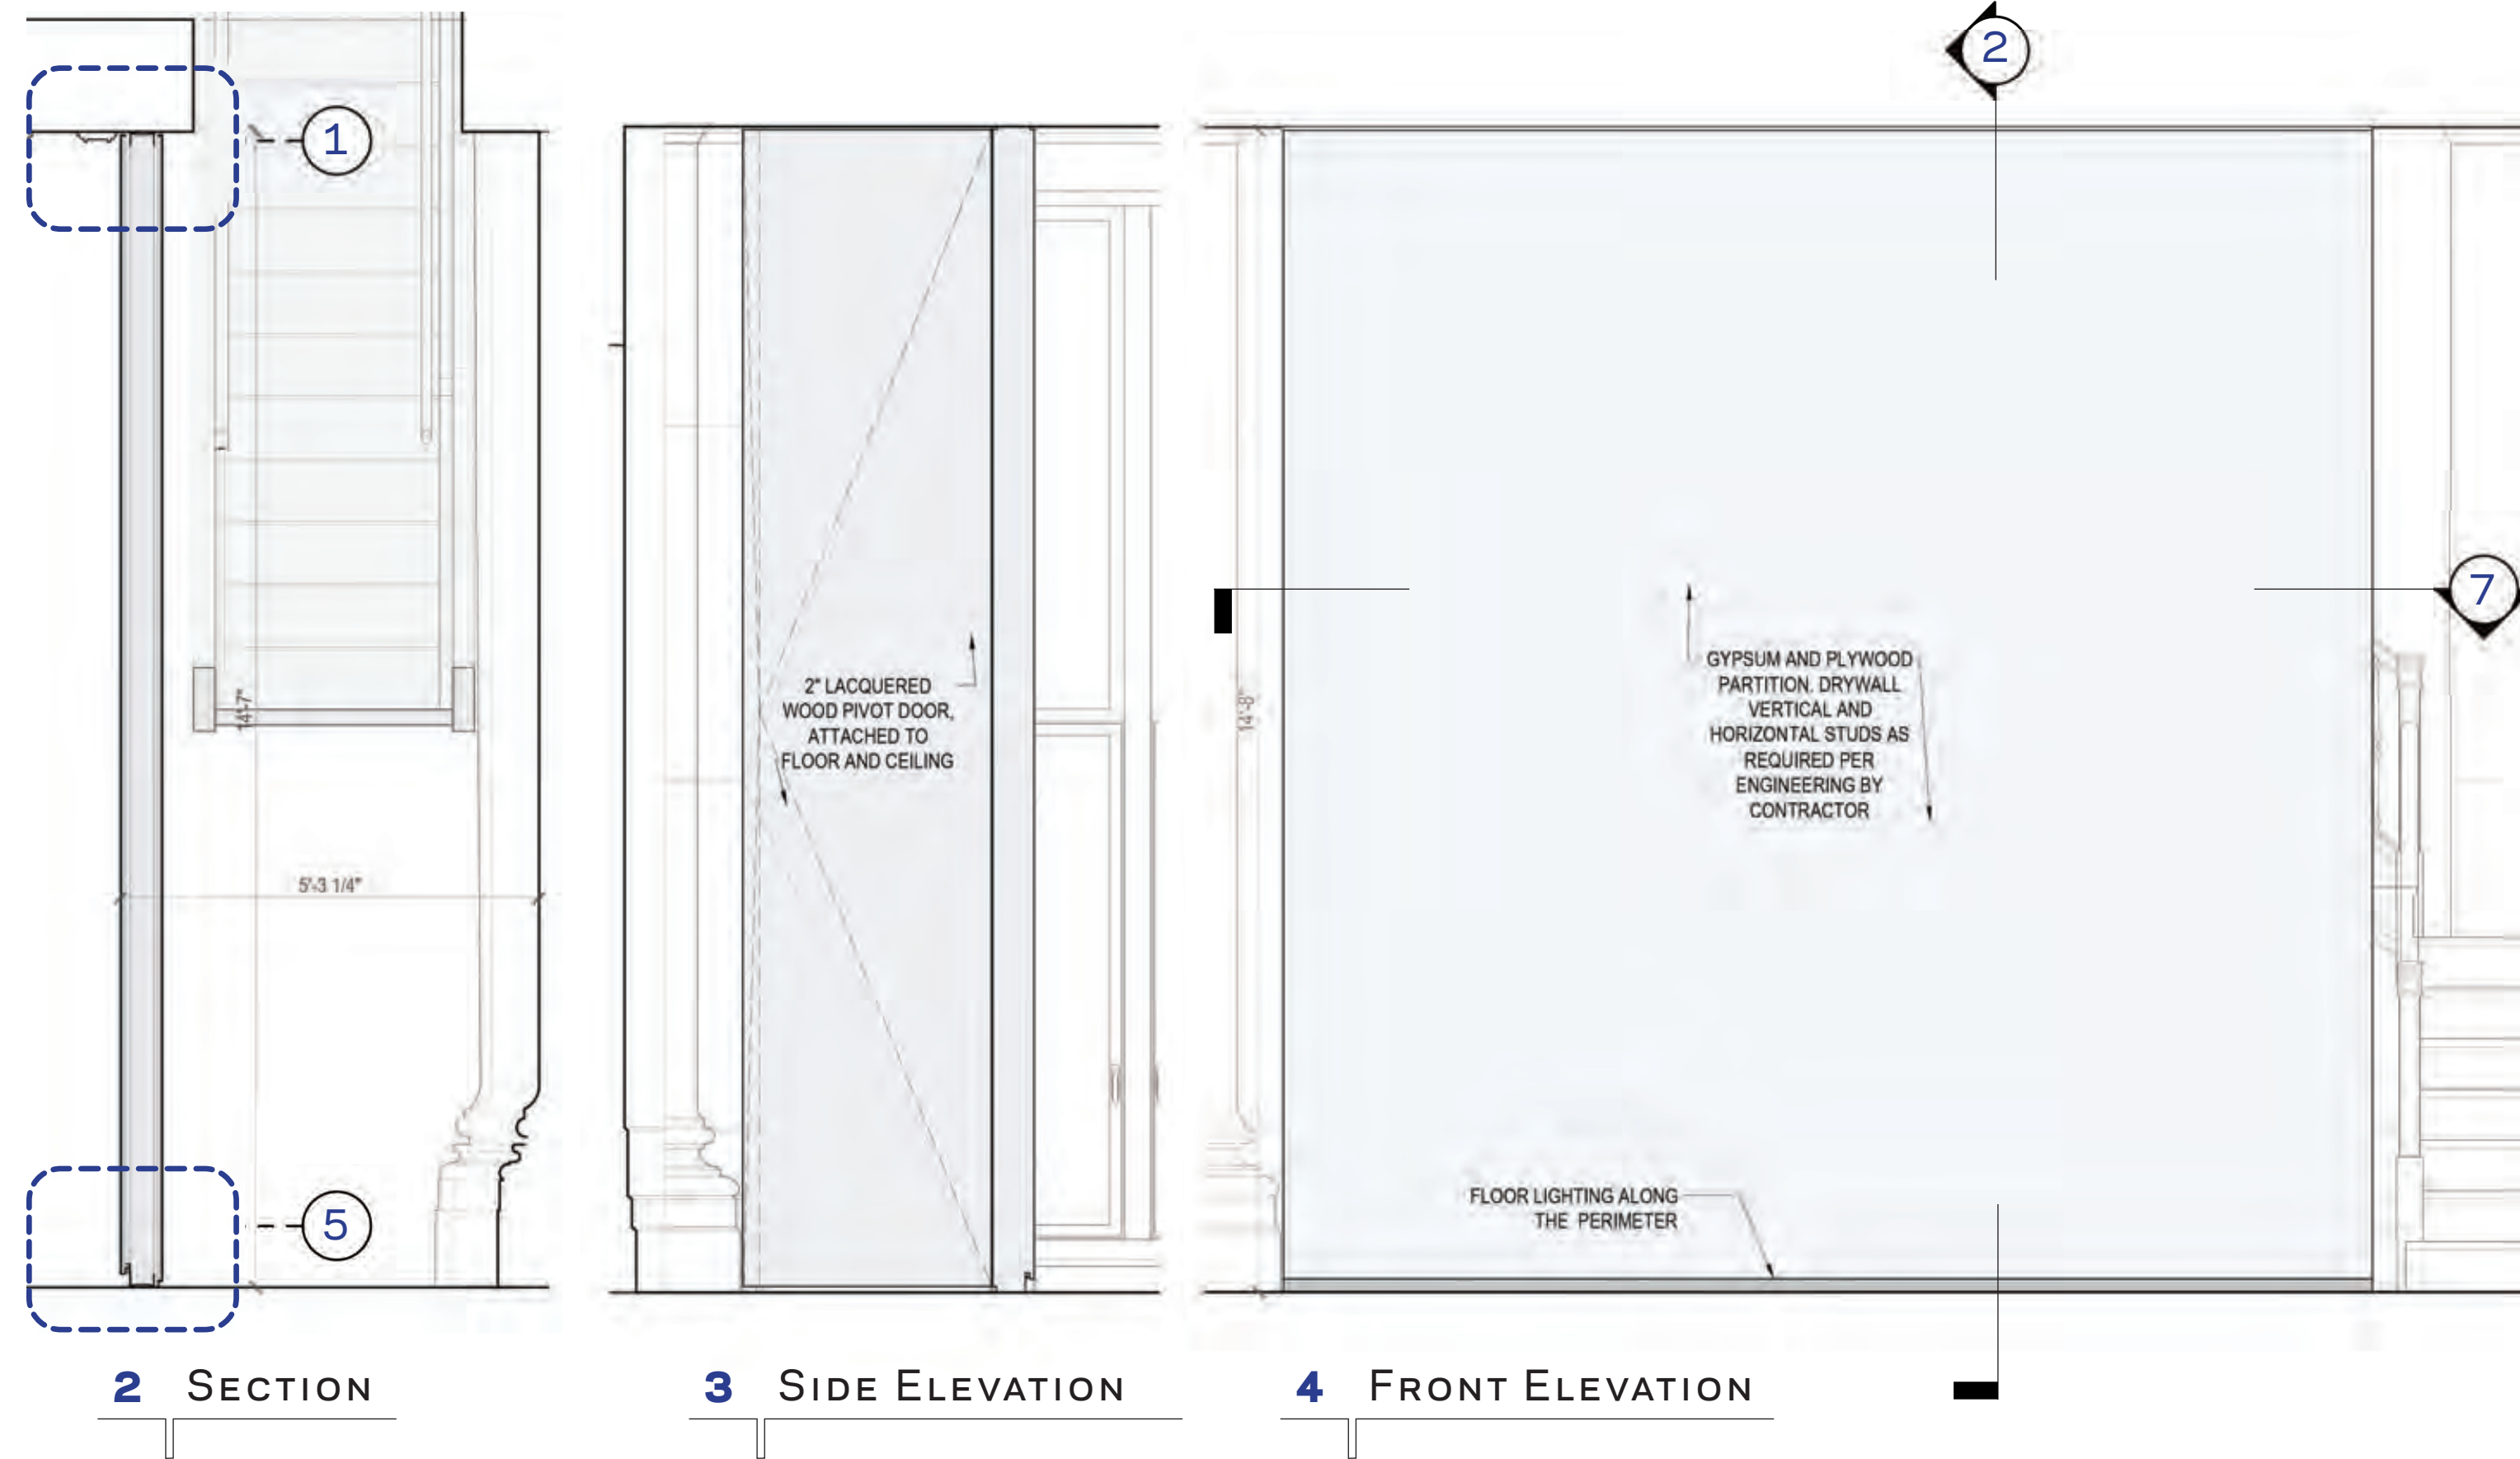 2
1
2" LACQUERED
WOOD PIVOT DOOR,
ATTACHED TO
FLOOR AND CEILING
7
GYPSUM AND PLYWOOD
PARTITION. DRYWALL
VERTICAL AND
HORIZONTAL STUDS AS
REQUIRED PER
ENGINEERING BY
CONTRACTOR
14'-7"
14'-8"
5'-3 1/4"
5
FLOOR LIGHTING ALONG
THE PERIMETER
2 SECTION
3 SIDE ELEVATION
4 FRONT ELEVATION